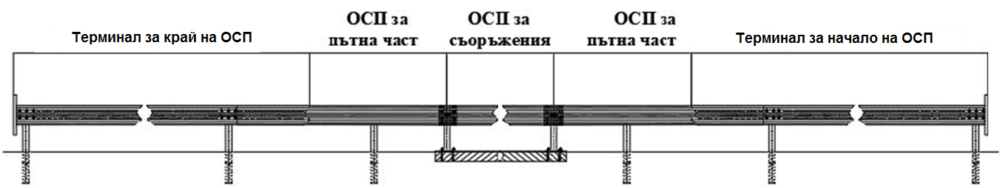 Терминал за край на ОСП
ОСП за
пътна част
ОСП за
съоръжения
ОСП за
пътна част
Терминал за начало на ОСП